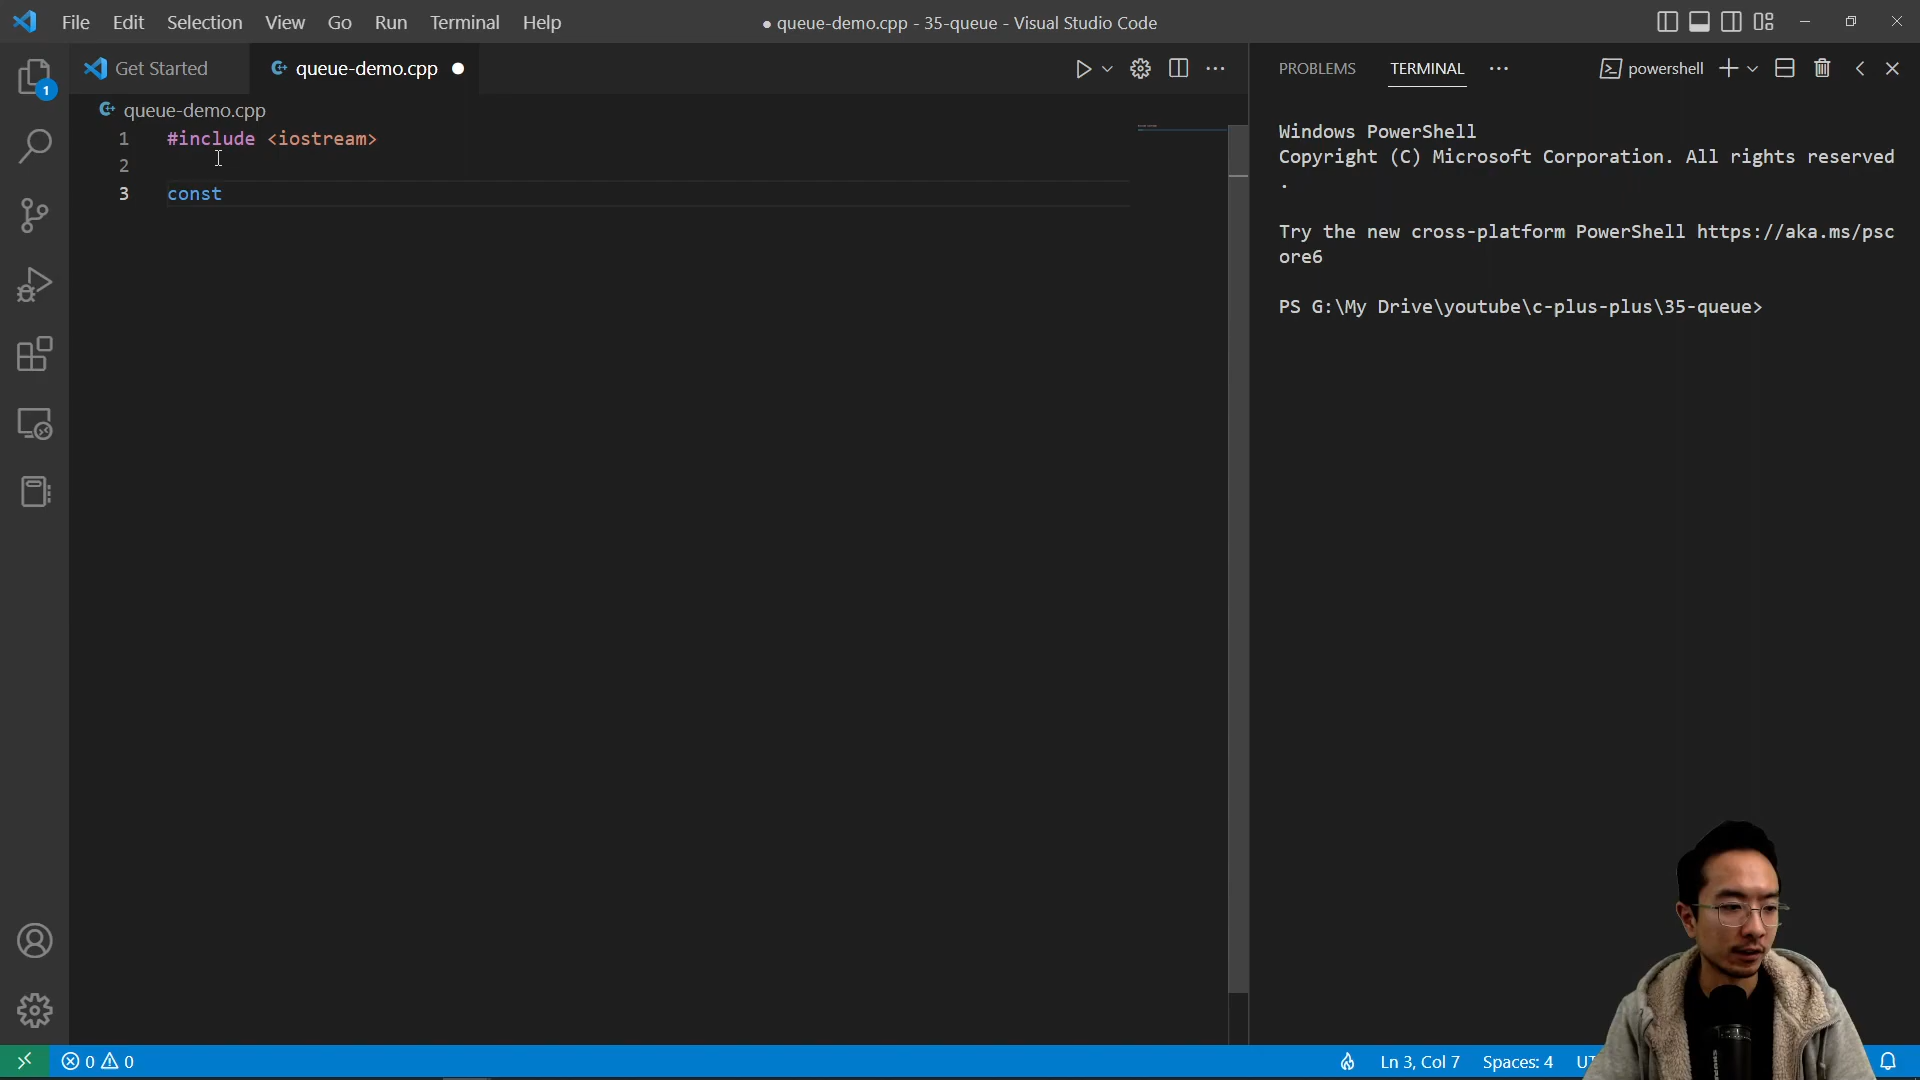 File Edit Selection View Go Run Terminal Help
● queue-demo.cpp - 35-queue - Visual Studio Code
Get Started
queue-demo.cpp
PROBLEMS
TERMINAL
powershell
1
queue-demo.cpp
1 #include <iostream>
2
3 const
Windows PowerShell
Copyright (C) Microsoft Corporation. All rights reserved
.
Try the new cross-platform PowerShell https://aka.ms/psc
ore6
PS G:\My Drive\youtube\c-plus-plus\35-queue>
0 0
Ln 3, Col 7
Spaces: 4